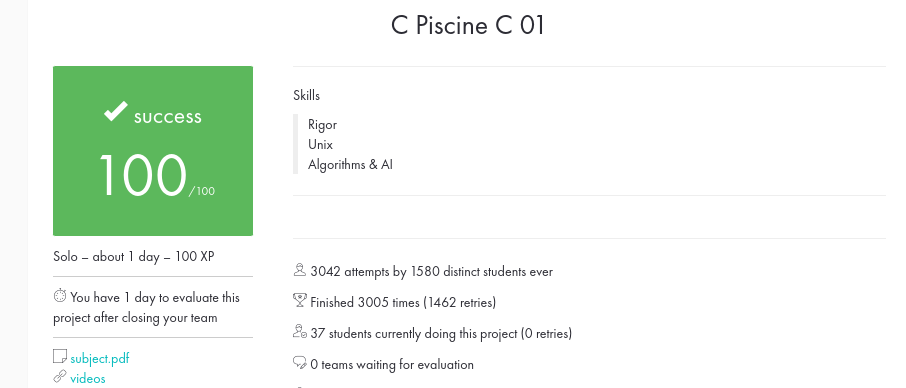 C Piscine C 01
success
100/100
Solo – about 1 day – 100 XP
You have 1 day to evaluate this
project after closing your team
subject.pdf
videos
Skills
Rigor
Unix
Algorithms & AI
3042 attempts by 1580 distinct students ever
Finished 3005 times (1462 retries)
37 students currently doing this project (0 retries)
0 teams waiting for evaluation